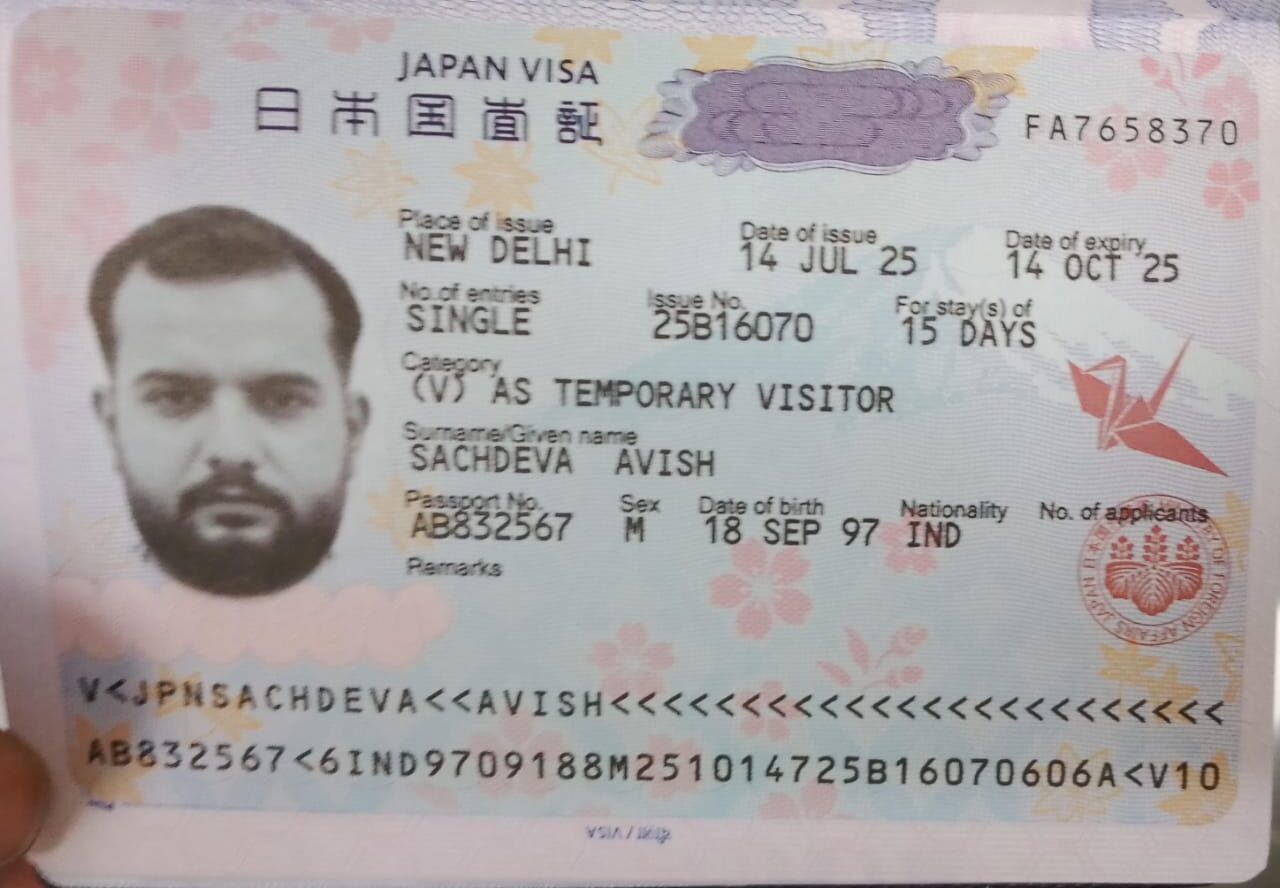 JAPAN VISA
日本国査証
FA7658370
Place of issue
NEW DELHI
Date of issue
14 JUL 25
Date of expiry
14 OCT 25
No.of entries
SINGLE
Issue No.
25B16070
For stay(s) of
15 DAYS
Category
(V) AS TEMPORARY VISITOR
Surname/Given name
SACHDEVA AVISH
Passport No.
AB832567
Sex
M
Date of birth
18 SEP 97
Nationality
IND
No. of applicants
Remarks
V<JPNSACHDEVA<<AVISH<<<<<<<<<<<<<<<<<<<<<<<<
AB832567<6IND9709188M251014725B16070606A<V10
वीज़ा / VISA